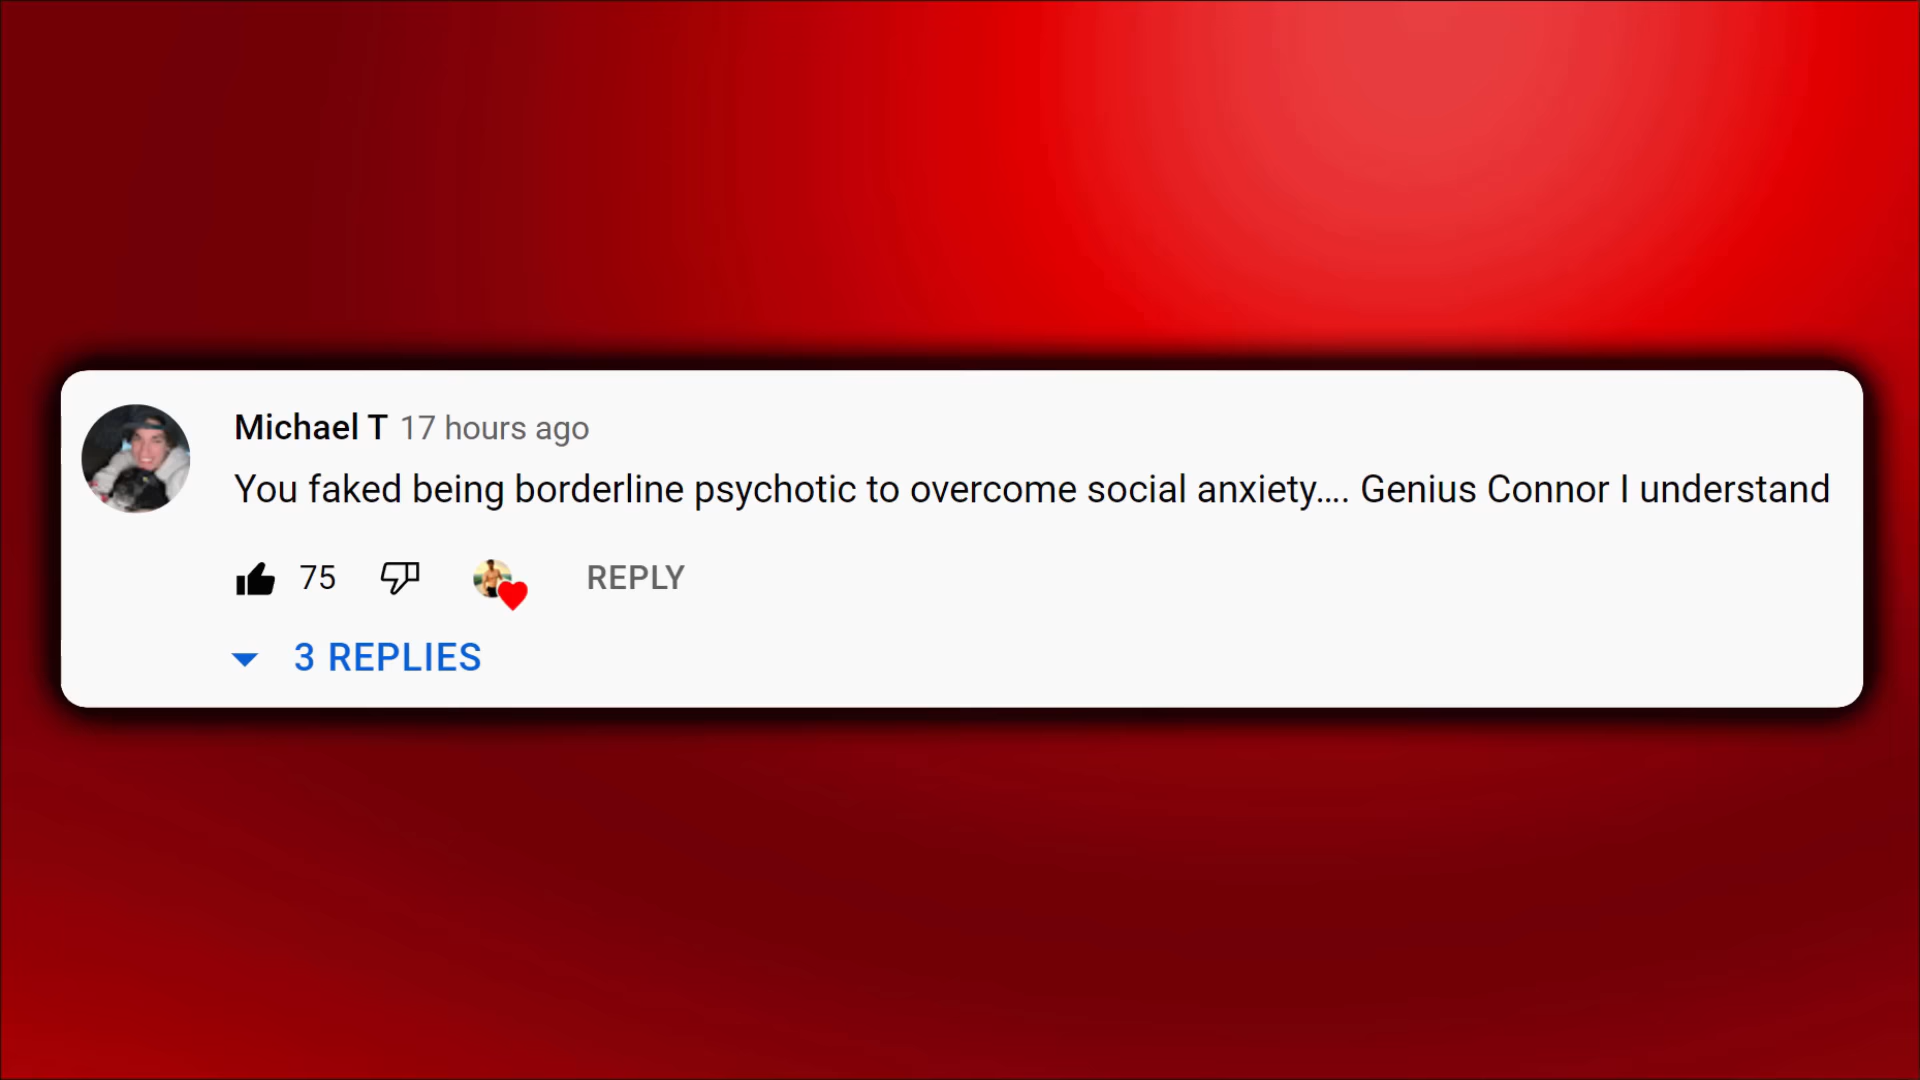 Michael T 17 hours ago
You faked being borderline psychotic to overcome social anxiety.... Genius Connor I understand
75 REPLY
3 REPLIES